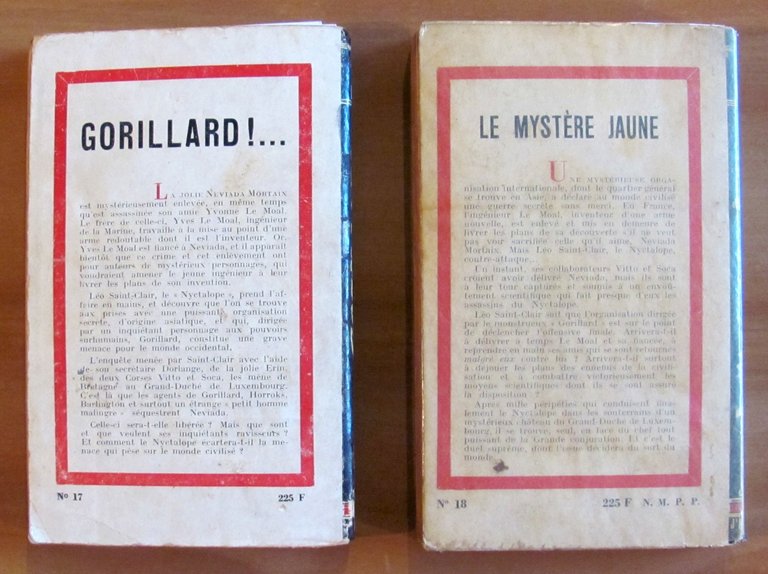 GORILLARD !...
LA JOLIE NEVIADA MORTAIX
est mystérieusement enlevée, en même temps
qu'est assassinée son amie Yvonne Le Moal.
Le frère de celle-ci, Yves Le Moal, ingénieur
de la Marine, travaille à la mise au point d'une
arme redoutable dont il est l'inventeur. Or,
Yves Le Moal est fiancé à Neviada, et il apparaît
bientôt que ce crime et cet enlèvement ont
pour auteurs de mystérieux personnages, qui
voudraient amener le jeune ingénieur à leur
livrer les plans de son invention.
Léo Saint-Clair, le « Nyctalope », prend l'af-
faire en mains, et découvre que l'on se trouve
aux prises avec une puissante organisation
secrète, d'origine asiatique, et qui, dirigée
par un inquiétant personnage aux pouvoirs
surhumains, Gorillard, constitue une grave
menace pour le monde occidental.
L'enquête menée par Saint-Clair avec l'aide
de son secrétaire Dorlange, de la jolie Erm,
des deux Corses Vitto et Soca, les mène de
Bretagne au Grand-Duché de Luxembourg.
C'est là que les agents de Gorillard, Horroks,
Barlington et surtout un étrange « petit homme
malingre » séquestrent Neviada.
Celle-ci sera-t-elle libérée ? Mais que sont
et que veulent ses inquiétants ravisseurs ?
Et comment le Nyctalope écartera-t-il la me-
nace qui pèse sur le monde civilisé ?
No 17 225 F
LE MYSTÈRE JAUNE
UNE MYSTÉRIEUSE ORGA-
nisation internationale, dont le quartier général
se trouve en Asie, a déclaré au monde civilisé
une guerre secrète sans merci. En France,
l'ingénieur Le Moal, inventeur d'une arme
nouvelle, est enlevé et mis en demeure de
livrer les plans de sa découverte s'il ne veut
pas voir sacrifiée celle qu'il aime, Neviada
Mortaix. Mais Léo Saint-Clair, le Nyctalope,
contre-attaque...
Un instant, ses collaborateurs Vitto et Soca
croient avoir délivré Neviada, mais ils sont
à leur tour capturés et soumis à un envoû-
tement scientifique qui fait presque d'eux les
assassins du Nyctalope.
Léo Saint-Clair sait que l'organisation dirigée
par le monstrueux « Gorillard » est sur le point
de déclencher l'offensive finale. Arrivera-t-il
à délivrer à temps Le Moal et sa fiancée, à
reprendre en main ses amis qui se sont retournés
malgré eux contre lui ? Arrivera-t-il surtout
à déjouer les plans des ennemis de la civili-
sation et à combattre victorieusement les
moyens scientifiques dont ils se sont assuré
la disposition ?
Après mille péripéties qui conduisent fina-
lement le Nyctalope dans les souterrains d'un
mystérieux château du Grand-Duché de Luxem-
bourg, il se trouve, seul, en face du chef tout
puissant de la Grande conjuration. Et c'est le
duel suprême, dont l'issue décidera du sort du
monde.
No 18 225 F N. M. P. P.